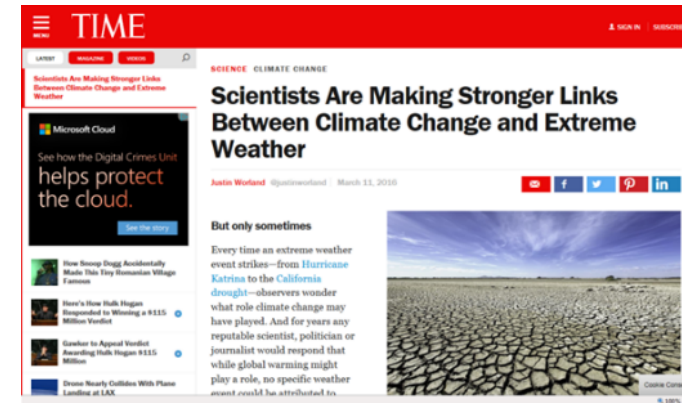 TIME
MENU
SIGN IN SUBSCRIBE
LATEST MAGAZINE VIDEOS
Scientists Are Making Stronger Links
Between Climate Change and Extreme
Weather
Microsoft Cloud
See how the Digital Crimes Unit
helps protect
the cloud.
See the story
How Snoop Dogg Accidentally
Made This Tiny Romanian Village
Famous
Here's How Hulk Hogan
Responded to Winning a $115
Million Verdict
Gawker to Appeal Verdict
Awarding Hulk Hogan $115
Million
Drone Nearly Collides With Plane
Landing at LAX
SCIENCE CLIMATE CHANGE
Scientists Are Making Stronger Links
Between Climate Change and Extreme
Weather
Justin Worland @justinworland March 11, 2016
f in
But only sometimes
Every time an extreme weather
event strikes—from Hurricane
Katrina to the California
drought—observers wonder
what role climate change may
have played. And for years any
reputable scientist, politician or
journalist would respond that
while global warming might
play a role, no specific weather
event could be attributed to
Cookie Cons
100%